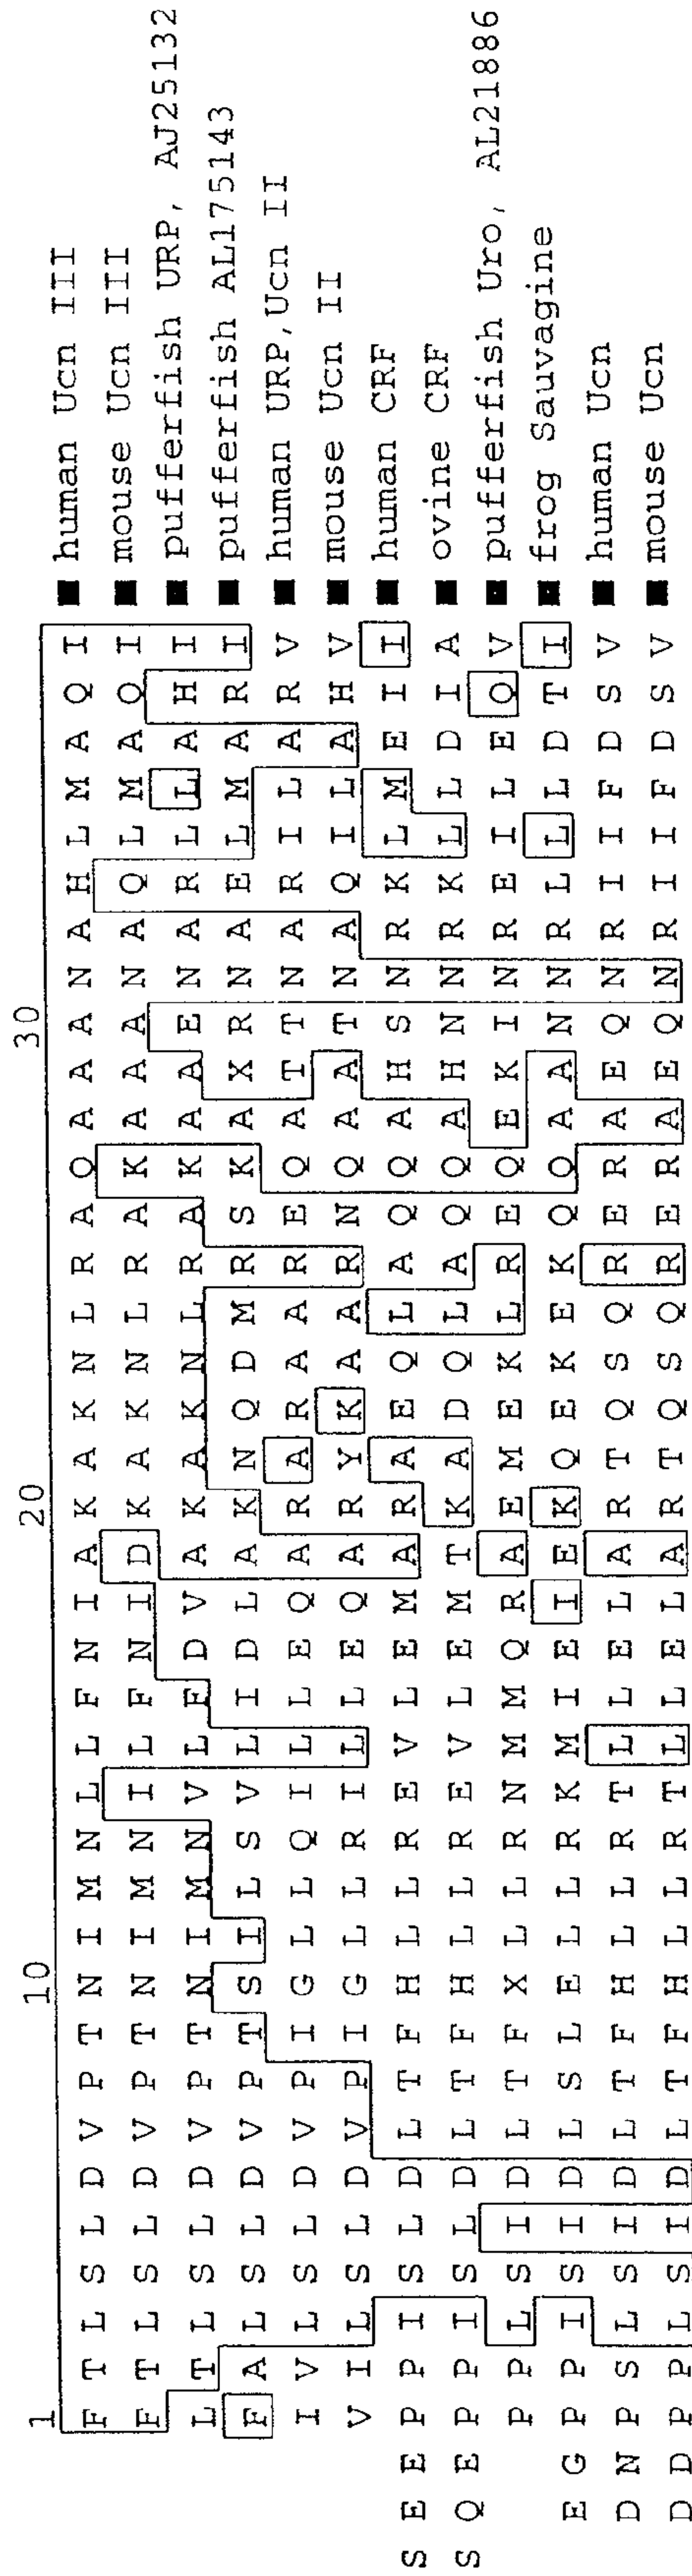 1 10 20 30
F T L S L D V P T N I M N L L F N I A K A K N L R A Q A A A N A H L M A Q I ■ human Ucn III
F T L S L D V P T N I M N I L F N I D K A K N L R A K A A A N A Q L M A Q I ■ mouse Ucn III
L T L S L D V P T N I M N V L F D V A K A K N L R A K A A E N A R L L A H I ■ pufferfish URP, AJ25132
F A L S L D V P T S I L S V L I D L A K N Q D M R S K A X R N A E L M A R I ■ pufferfish AL175143
I V L S L D V P I G L L Q I L L E Q A R A R A A R E Q A T T N A R I L A R V ■ human URP, Ucn II
V I L S L D V P I G L L R I L L E Q A R Y K A A R N Q A A T N A Q I L A H V ■ mouse Ucn II
S E E P P I S L D L T F H L L R E V L E M A R A E Q L A Q Q A H S N R K L M E I I ■ human CRF
S Q E P P I S L D L T F H L L R E V L E M T K A D Q L A Q Q A H N N R K L L D I A ■ ovine CRF
P P L S I D L T F X L L R N M M Q R A E M E K L R E Q E K I N R E I L E Q V ■ pufferfish Uro, AL21886
E G P P I S I D L S L E L L R K M I E I E K Q E K E K Q Q A A N N R L L L D T I ■ frog Sauvagine
D N P S L S I D L T F H L L R T L L E L A R T Q S Q R E R A E Q N R I I F D S V ■ human Ucn
D D P P L S I D L T F H L L R T L L E L A R T Q S Q R E R A E Q N R I I F D S V ■ mouse Ucn